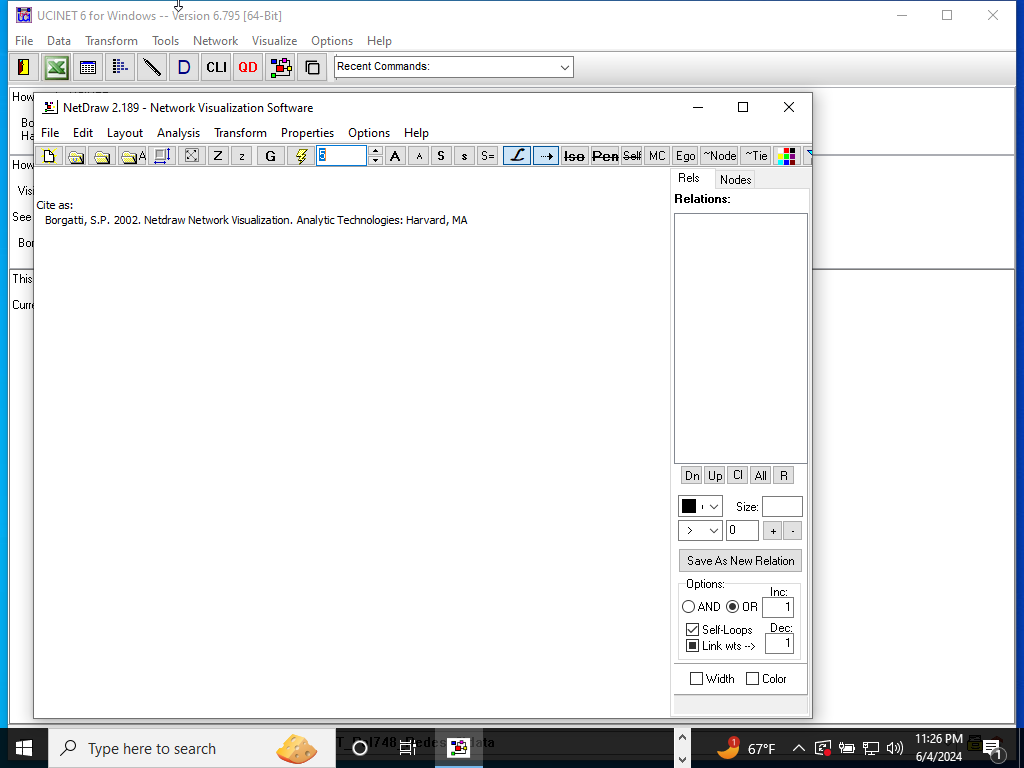 UCINET 6 for Windows -- Version 6.795 [64-Bit]
File Data Transform Tools Network Visualize Options Help
D CLI QD Recent Commands:
How
NetDraw 2.189 - Network Visualization Software
Bo
Ha
File Edit Layout Analysis Transform Properties Options Help
A Z z G 5 A A S s S= Iso Pen Self MC Ego ~Node ~Tie
How
Rels Nodes
Visi
Relations:
Cite as:
See
Borgatti, S.P. 2002. Netdraw Network Visualization. Analytic Technologies: Harvard, MA
Bor
This
Curre
Dn Up Cl All R
Size:
> 0 + -
Save As New Relation
Options:
Inc:
AND OR 1
Self-Loops Dec:
Link wts --> 1
Width Color
Type here to search
67°F
11:26 PM
6/4/2024
1
1